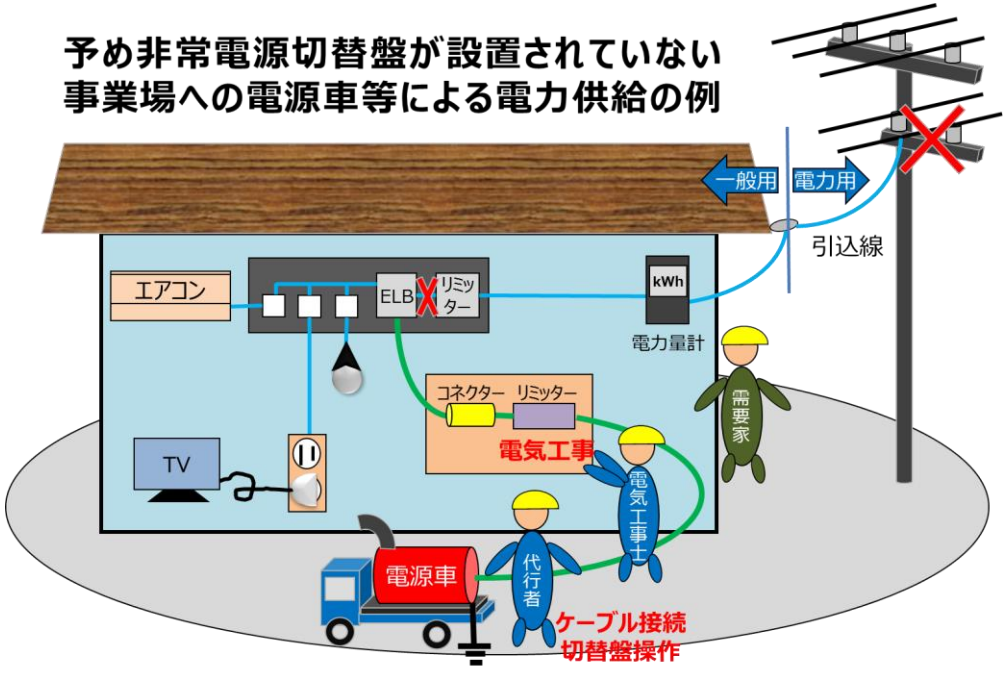 予め非常電源切替盤が設置されていない
事業場への電源車等による電力供給の例
一般用
電力用
引込線
エアコン
ELB
リミッ
ター
kWh
電力量計
コネクター
リミッター
電気工事
需要家
TV
電気工事士
電源車
代行者
ケーブル接続
切替盤操作